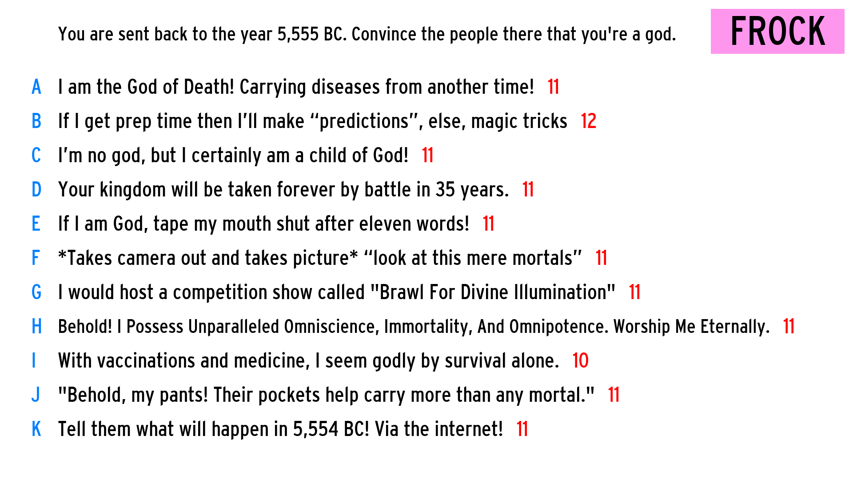 You are sent back to the year 5,555 BC. Convince the people there that you're a god.
FROCK
A I am the God of Death! Carrying diseases from another time! 11
B If I get prep time then I’ll make “predictions”, else, magic tricks 12
C I’m no god, but I certainly am a child of God! 11
D Your kingdom will be taken forever by battle in 35 years. 11
E If I am God, tape my mouth shut after eleven words! 11
F *Takes camera out and takes picture* “look at this mere mortals” 11
G I would host a competition show called "Brawl For Divine Illumination" 11
H Behold! I Possess Unparalleled Omniscience, Immortality, And Omnipotence. Worship Me Eternally. 11
I With vaccinations and medicine, I seem godly by survival alone. 10
J "Behold, my pants! Their pockets help carry more than any mortal." 11
K Tell them what will happen in 5,554 BC! Via the internet! 11